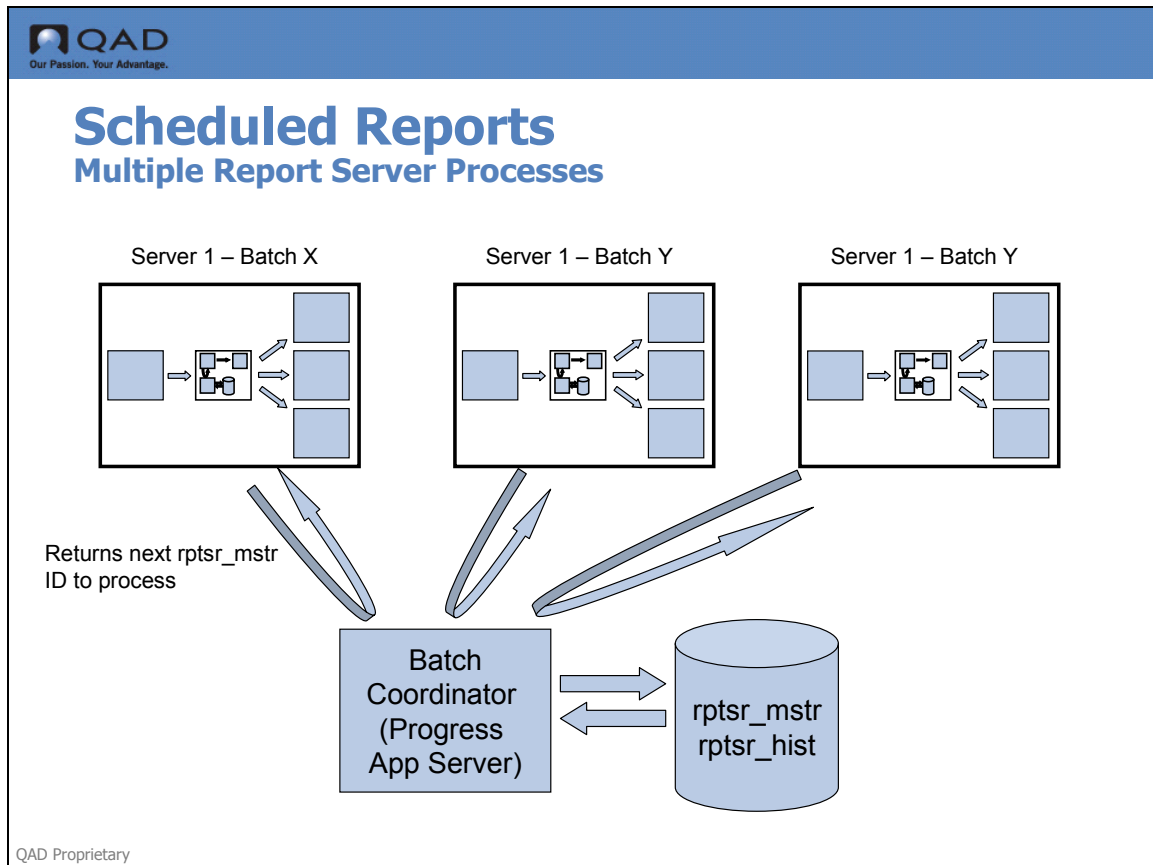 QAD
Our Passion. Your Advantage.
Scheduled Reports
Multiple Report Server Processes
Server 1 – Batch X
Server 1 – Batch Y
Server 1 – Batch Y
Returns next rptsr_mstr
ID to process
Batch
Coordinator
(Progress
App Server)
rptsr_mstr
rptsr_hist
QAD Proprietary